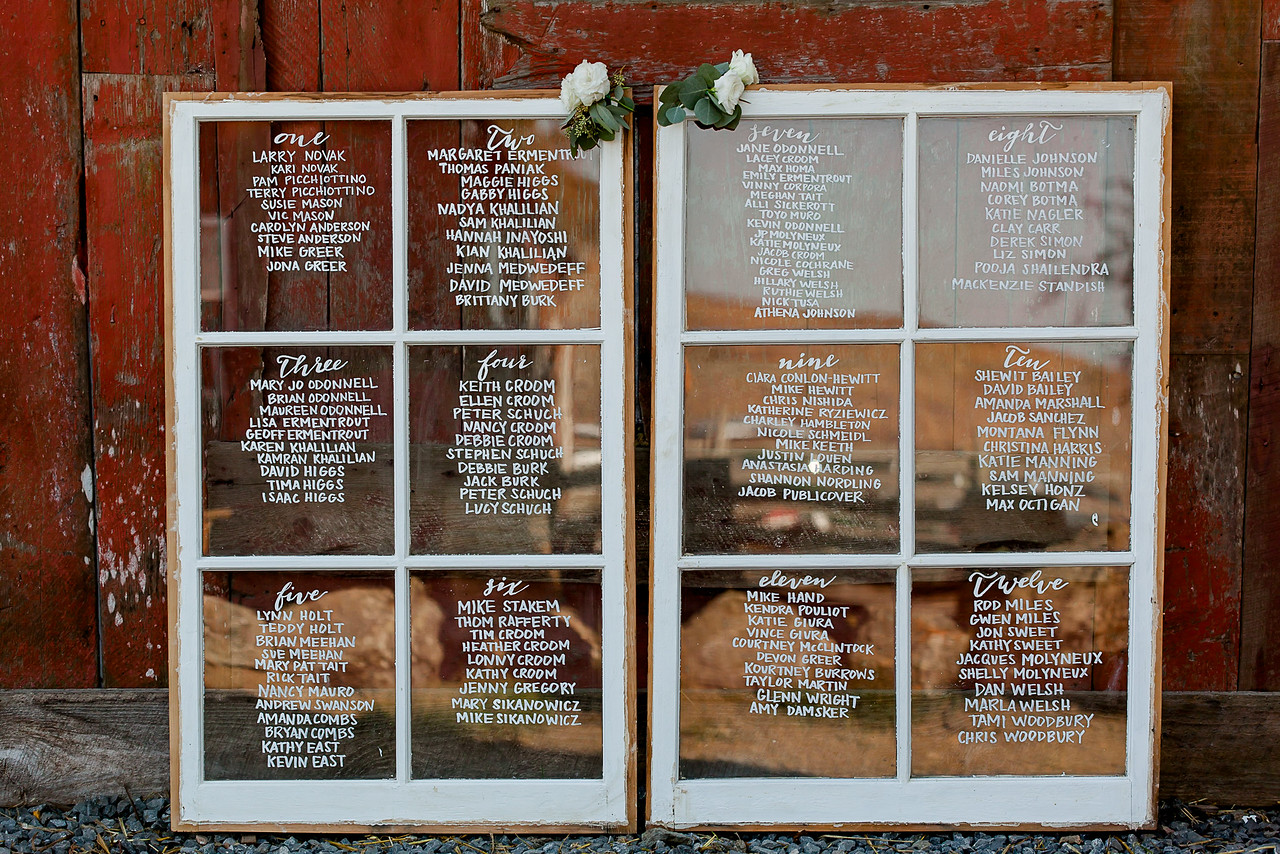 one
LARRY NOVAK
KARI NOVAK
PAM PICCHIOTTINO
TERRY PICCHIOTTINO
SUSIE MASON
VIC MASON
CAROLYN ANDERSON
STEVE ANDERSON
MIKE GREER
JONA GREER
Two
MARGARET ERMENTROUT
THOMAS PANIAK
MAGGIE HIGGS
GABBY HIGGS
NADYA KHALILIAN
SAM KHALILIAN
HANNAH INAYOSHI
KIAN KHALILIAN
JENNA MEDWEDEFF
DAVID MEDWEDEFF
BRITTANY BURK
Three
MARY JO ODONNELL
BRIAN ODONNELL
MAUREEN ODONNELL
LISA ERMENTROUT
GEOFF ERMENTROUT
KAREN KHALILIAN
KAMRAN KHALILIAN
DAVID HIGGS
TIMA HIGGS
ISAAC HIGGS
four
KEITH CROOM
ELLEN CROOM
PETER SCHUCH
NANCY CROOM
DEBBIE CROOM
STEPHEN SCHUCH
DEBBIE BURK
JACK BURK
PETER SCHUCH
LUCY SCHUCH
five
LYNN HOLT
TEDDY HOLT
BRIAN MEEHAN
SUE MEEHAN
MARY PAT TAIT
RICK TAIT
NANCY MAURO
ANDREW SWANSON
AMANDA COMBS
BRYAN COMBS
KATHY EAST
KEVIN EAST
six
MIKE STAKEM
THOM RAFFERTY
TIM CROOM
HEATHER CROOM
LONNY CROOM
KATHY CROOM
JENNY GREGORY
MARY SIKANOWICZ
MIKE SIKANOWICZ
seven
JANE ODONNELL
LACEY CROOM
MAX HOMA
EMILY ERMENTROUT
VINNY CORPORA
MEGHAN TAIT
ALLI SICKEROTT
TOYO MURO
KEVIN ODONNELL
JP MOLYNEUX
KATIE MOLYNEUX
JACOB CROOM
NICOLE COCHRANE
GREG WELSH
HILLARY WELSH
RUTHIE WELSH
NICK TUSA
ATHENA JOHNSON
eight
DANIELLE JOHNSON
MILES JOHNSON
NAOMI BOTMA
COREY BOTMA
KATIE NAGLER
CLAY CARR
DEREK SIMON
LIZ SIMON
POOJA SHAILENDRA
MACKENZIE STANDISH
nine
CIARA CONLON-HEWITT
MIKE HEWITT
CHRIS NISHIDA
KATHERINE RYZIEWICZ
CHARLEY HAMBLETON
NICOLE SCHMEIDL
MIKE KEETH
JUSTIN
ANASTASIA HARDING
SHANNON NORDLING
JACOB PUBLICOVER
Ten
SHEWIT BAILEY
DAVID BAILEY
AMANDA MARSHALL
JACOB SANCHEZ
MONTANA FLYNN
CHRISTINA HARRIS
KATIE MANNING
SAM MANNING
KELSEY HONZ
MAX OCTIGAN
eleven
MIKE HAND
KENDRA POULIOT
KATIE GIURA
VINCE GIURA
COURTNEY McCLINTOCK
DEVON GREER
KOURTNEY BURROWS
TAYLOR MARTIN
GLENN WRIGHT
AMY DAMSKER
Twelve
ROD MILES
GWEN MILES
JON SWEET
KATHY SWEET
JACQUES MOLYNEUX
SHELLY MOLYNEUX
DAN WELSH
MARLA WELSH
TAMI WOODBURY
CHRIS WOODBURY